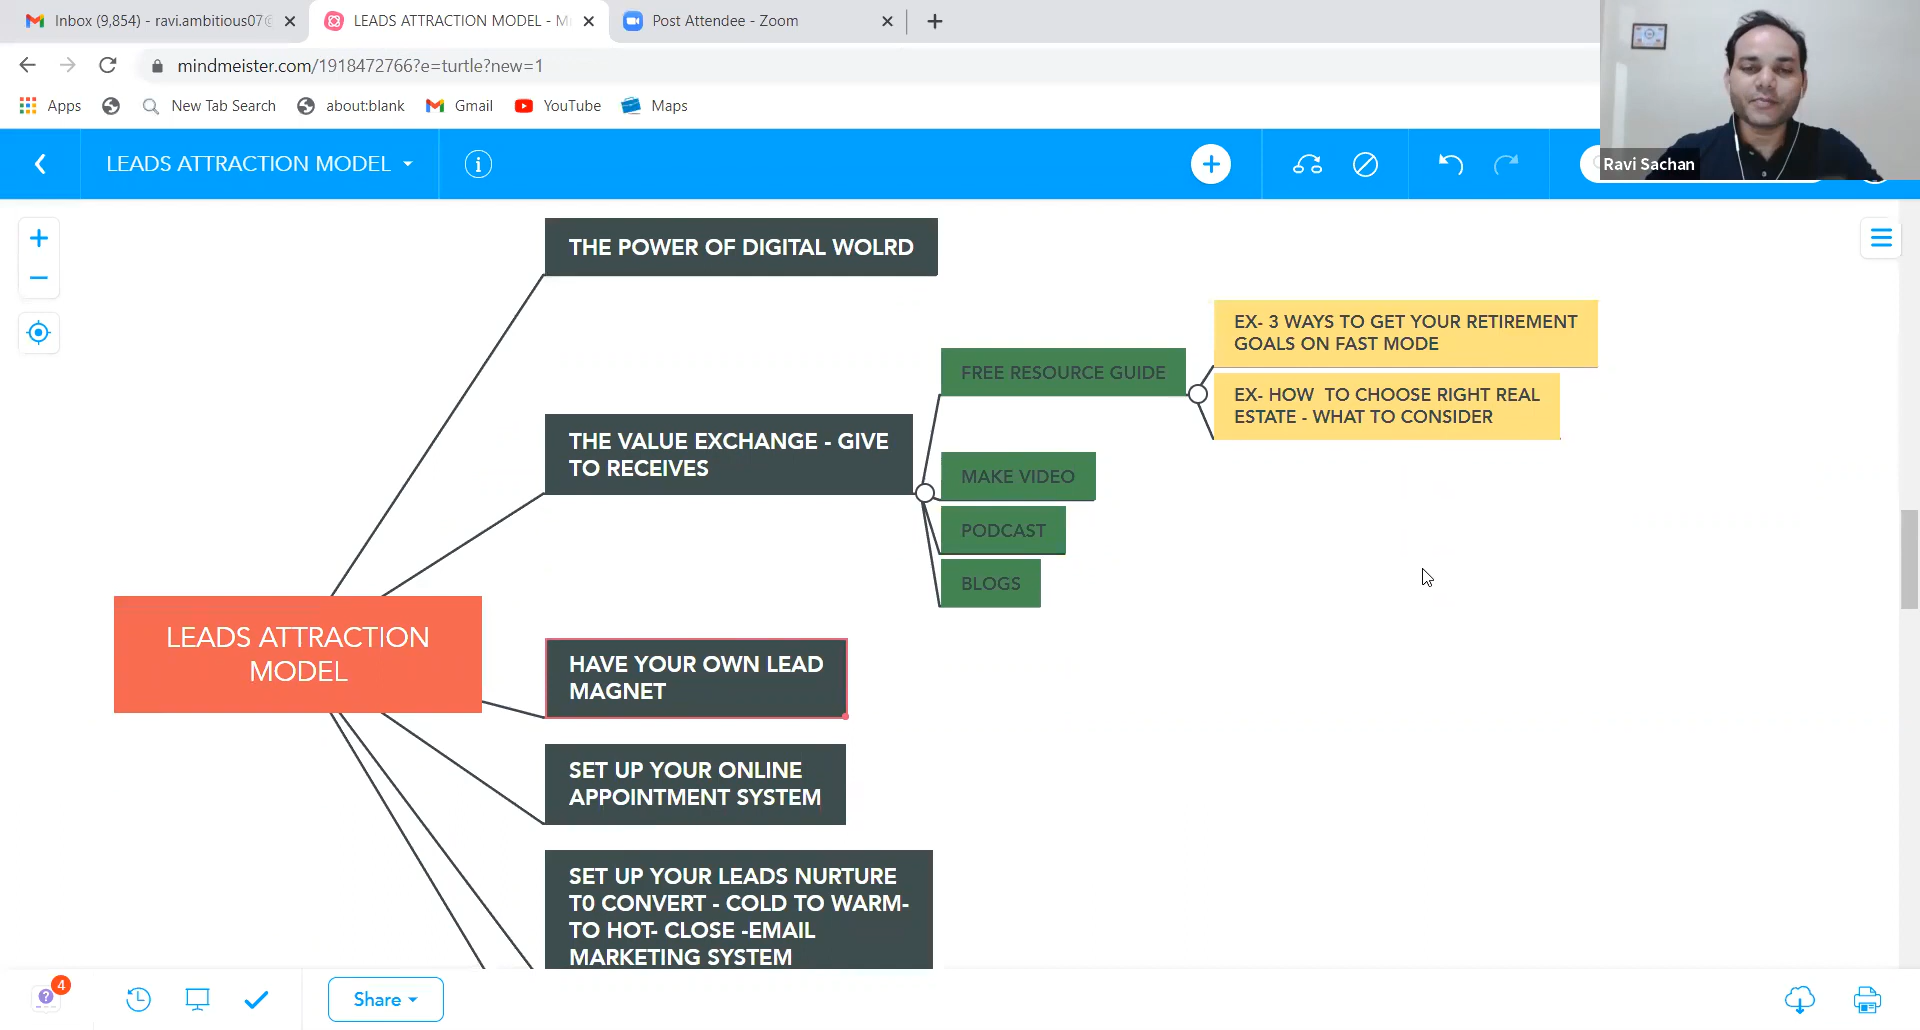 Inbox (9,854) - ravi.ambitious07@
LEADS ATTRACTION MODEL - M
Post Attendee - Zoom
mindmeister.com/1918472766?e=turtle?new=1
Apps
New Tab Search
about:blank
Gmail
YouTube
Maps
LEADS ATTRACTION MODEL
Ravi Sachan
THE POWER OF DIGITAL WOLRD
EX- 3 WAYS TO GET YOUR RETIREMENT
GOALS ON FAST MODE
FREE RESOURCE GUIDE
EX- HOW  TO CHOOSE RIGHT REAL
ESTATE - WHAT TO CONSIDER
THE VALUE EXCHANGE - GIVE
TO RECEIVES
MAKE VIDEO
PODCAST
BLOGS
LEADS ATTRACTION
MODEL
HAVE YOUR OWN LEAD
MAGNET
SET UP YOUR ONLINE
APPOINTMENT SYSTEM
SET UP YOUR LEADS NURTURE
T0 CONVERT - COLD TO WARM-
TO HOT- CLOSE -EMAIL
MARKETING SYSTEM
4
Share